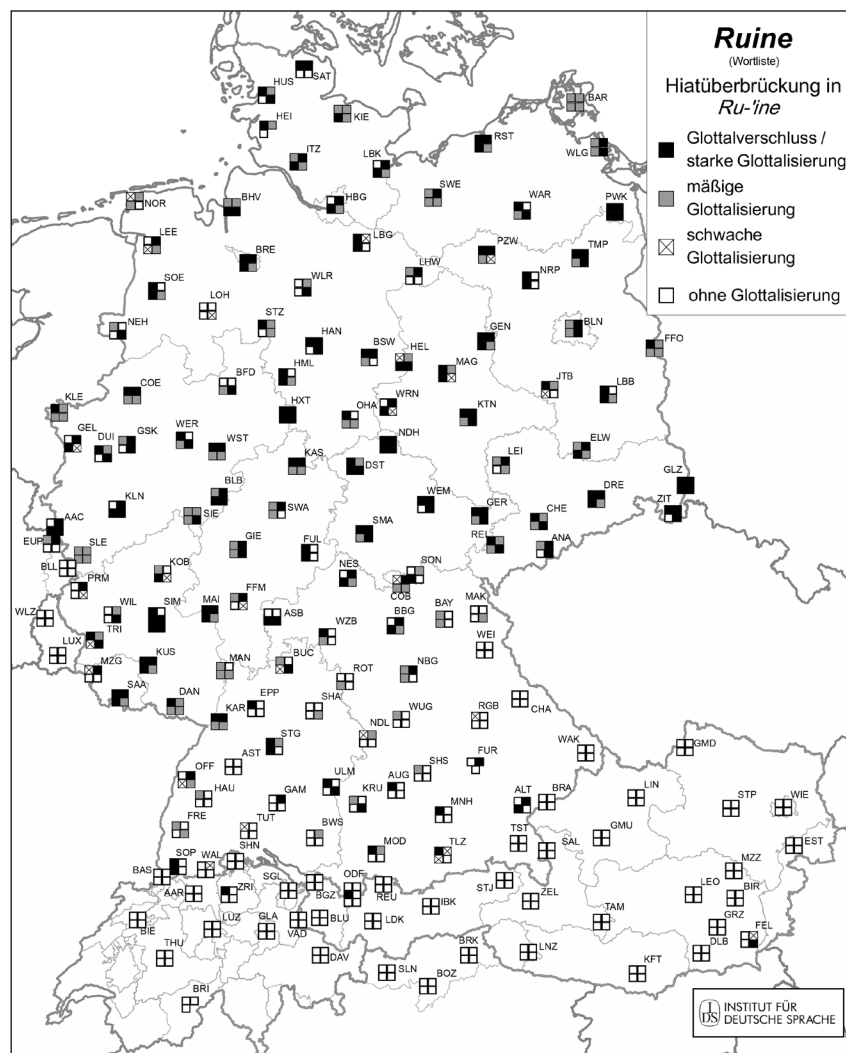 Ruine
(Wortliste)
Hiatüberbrückung in
Ru-'ine
Glottalverschluss /
starke Glottalisierung
mäßige
Glottalisierung
schwache
Glottalisierung
ohne Glottalisierung
SAT
HUS
BAR
HEI
KIE
RST
WLG
ITZ
LBK
NOR
BHV
HBG
SWE
WAR
PWK
LEE
LBG
BRE
PZW
TMP
SOE
WLR
LHW
NRP
LOH
NEH
STZ
HAN
BSW
HEL
GEN
BLN
FFO
COE
BFD
HML
MAG
JTB
LBB
KLE
HXT
OHA
WRN
KTN
GEL
DUI
GSK
WER
WST
KAS
NDH
DST
LEI
ELW
GLZ
KLN
BLB
SWA
WEM
GER
DRE
ZIT
AAC
SIE
CHE
EUP
SLE
GIE
FUL
SMA
REI
ANA
BLL
KOB
NES
SON
PRM
COB
WIL
SIM
MAI
FFM
ASB
BBG
BAY
MAK
WLZ
TRI
WZB
WEI
LUX
MZG
KUS
MAN
BUC
ROT
NBG
SAA
DAN
KAR
EPP
SHA
WUG
RGB
CHA
STG
NDL
WAK
GMD
OFF
AST
FUR
HAU
GAM
ULM
KRU
AUG
SHS
ALT
BRA
LIN
STP
WIE
FRE
TUT
BWS
MNH
GMU
EST
SOP
WAL
SHN
MOD
TLZ
TST
SAL
BAS
AAR
ZRI
SGL
BGZ
ODF
REU
STJ
ZEL
MZZ
LEO
BIR
BIE
LUZ
GLA
VAD
BLU
LDK
IBK
TAM
GRZ
FEL
THU
DAV
SLN
BOZ
BRK
LNZ
KFT
DLB
BRI
IDS
INSTITUT FÜR
DEUTSCHE SPRACHE